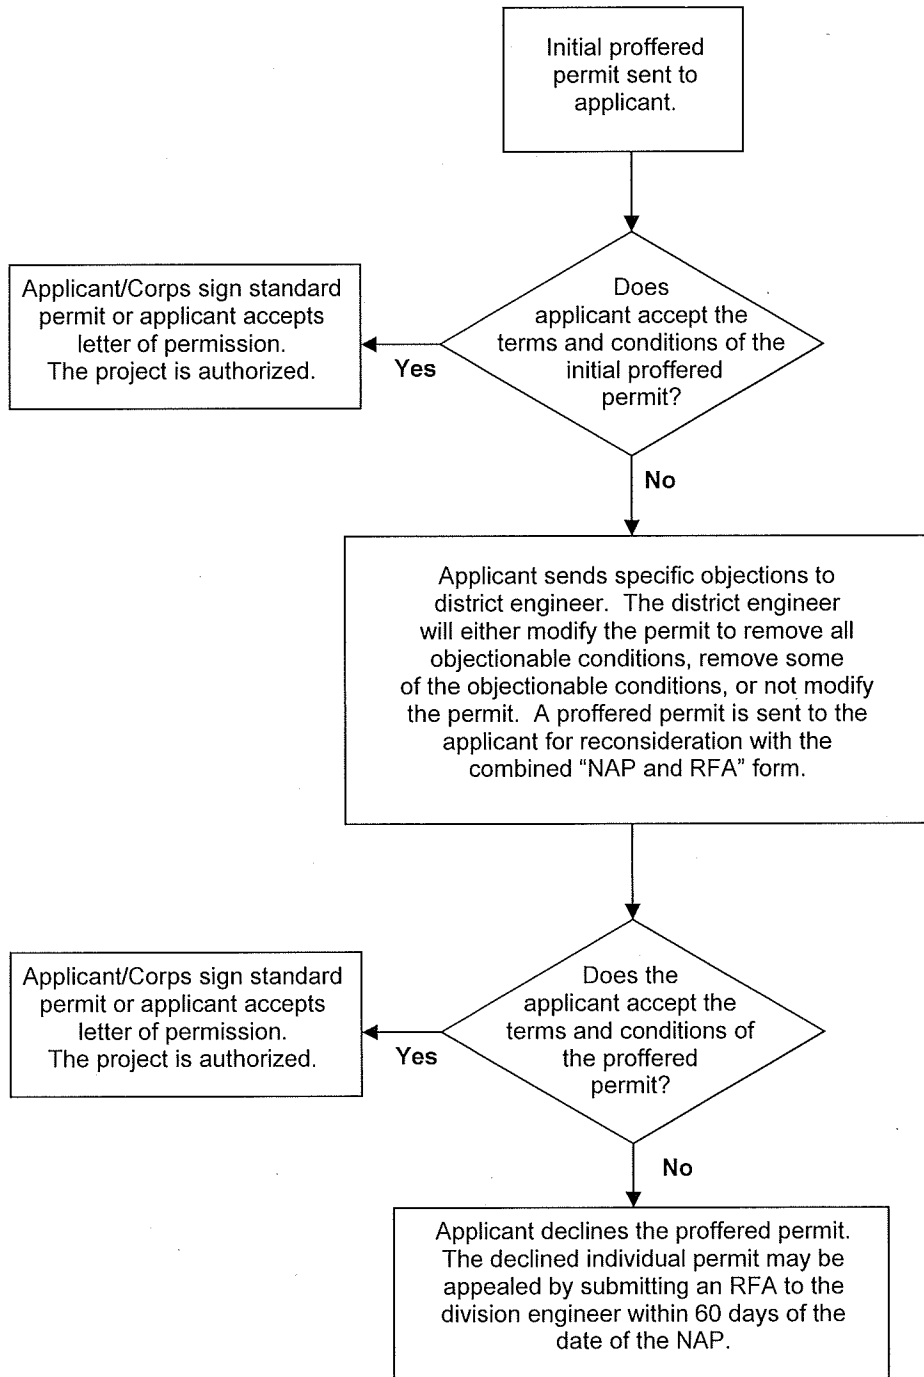 Initial proffered
permit sent to
applicant.
Does
applicant accept the
terms and conditions of the
initial proffered
permit?
Applicant/Corps sign standard
permit or applicant accepts
letter of permission.
The project is authorized.
Yes
No
Applicant sends specific objections to
district engineer. The district engineer
will either modify the permit to remove all
objectionable conditions, remove some
of the objectionable conditions, or not modify
the permit. A proffered permit is sent to the
applicant for reconsideration with the
combined “NAP and RFA” form.
Does the
applicant accept the
terms and conditions of
the proffered
permit?
Applicant/Corps sign standard
permit or applicant accepts
letter of permission.
The project is authorized.
Yes
No
Applicant declines the proffered permit.
The declined individual permit may be
appealed by submitting an RFA to the
division engineer within 60 days of the
date of the NAP.